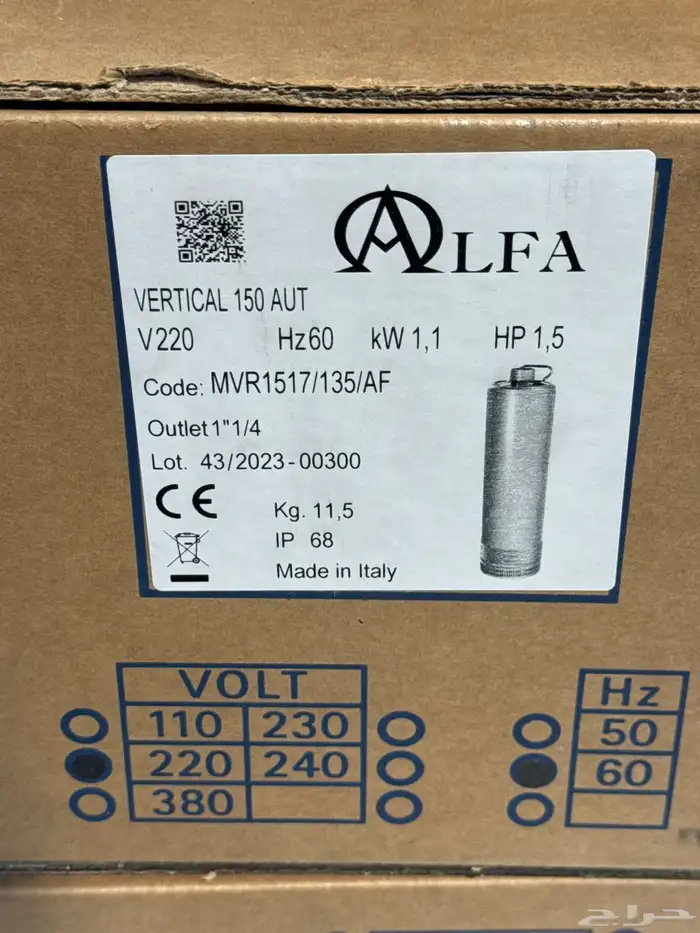 ALFA
VERTICAL 150 AUT
V220 Hz60 kW 1,1 HP 1,5
Code: MVR1517/135/AF
Outlet 1"1/4
Lot. 43/2023-00300
CE
Kg. 11,5
IP 68
Made in Italy
VOLT
110 230
220 240
380
Hz
50
60
حراج